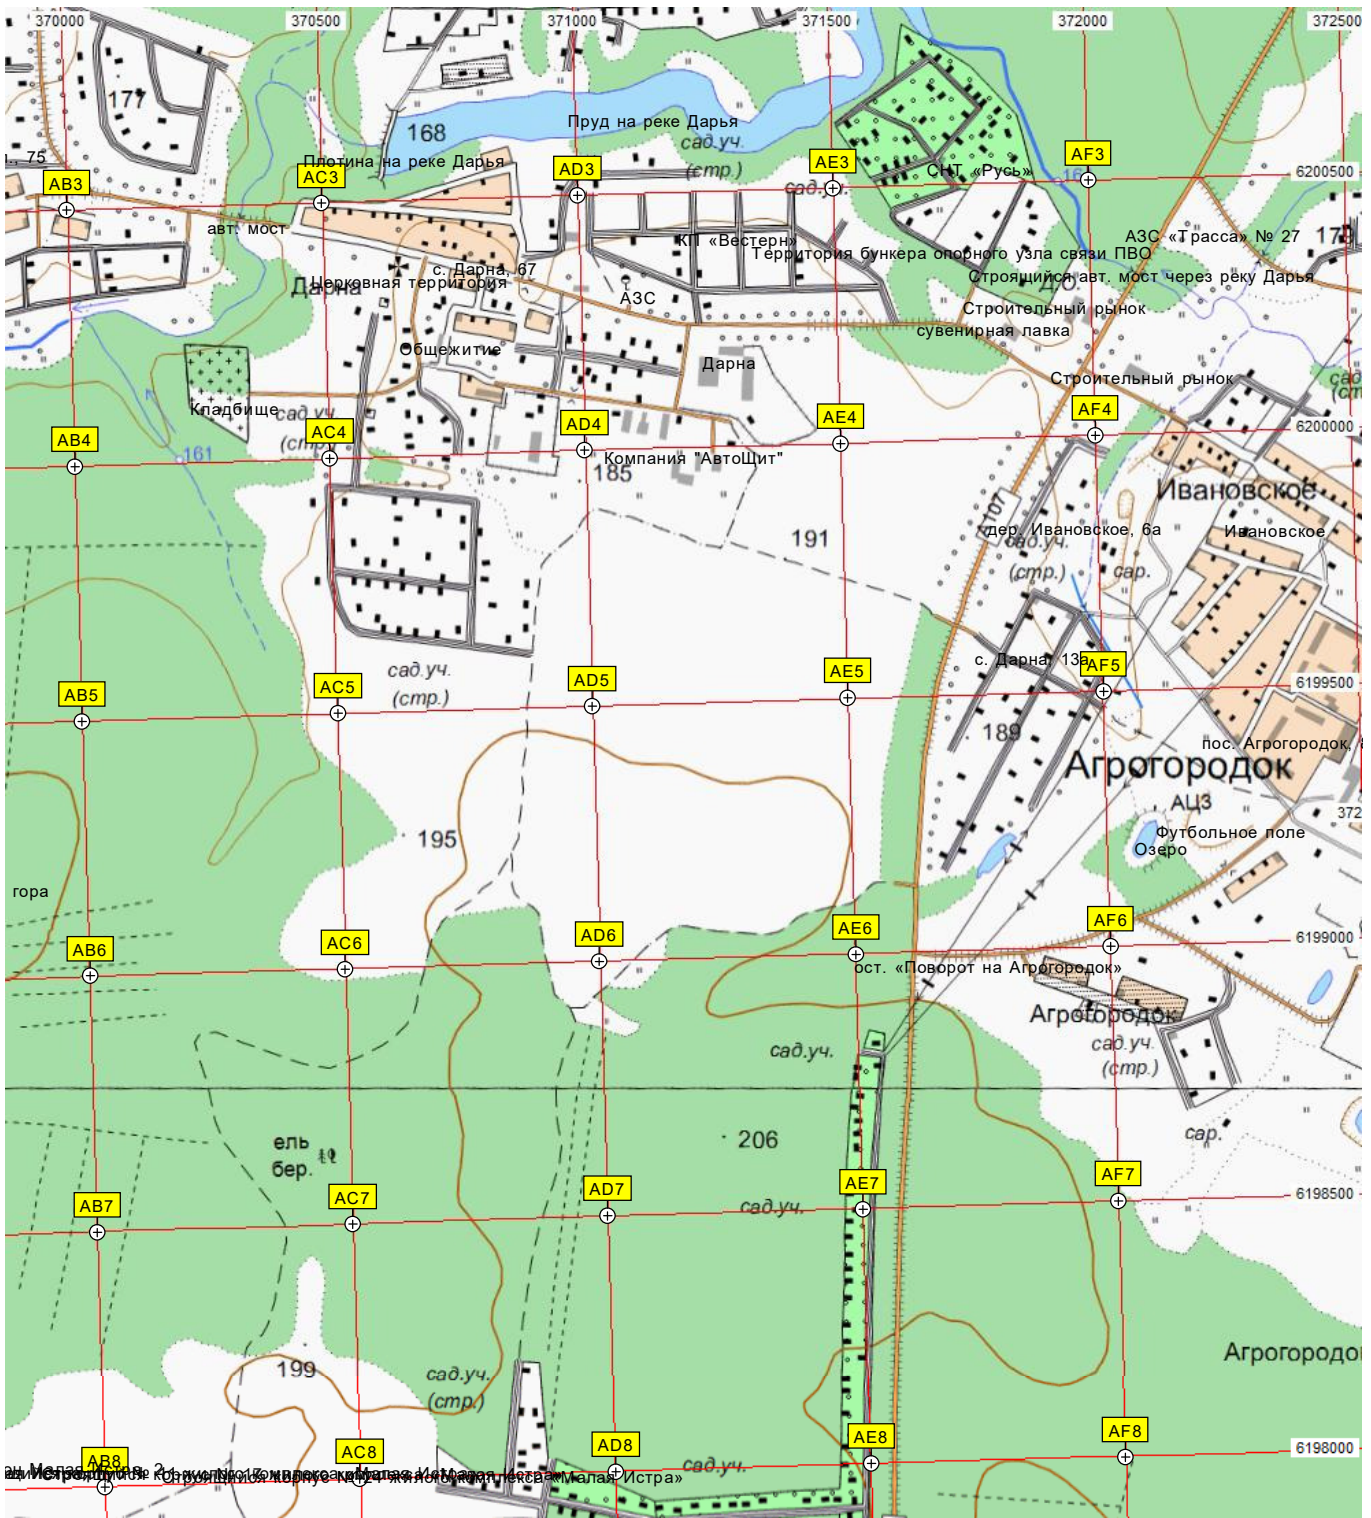 370000
370500
371000
371500
372000
372500
177
168
Пруд на реке Дарья
сад.уч.
(стр.)
75
Плотина на реке Дарья
AB3
AC3
AD3
AE3
AF3
сад.уч.
СНТ «Русь»
6200500
авт. мост
КП «Вестерн»
АЗС «Трасса» № 27
179
Территория бункера опорного узла связи ПВО
с. Дарна, 67
Церковная территория
Дарна
АЗС
Строящийся авт. мост через реку Дарья
Д/О
Строительный рынок
сувенирная лавка
Общежитие
Дарна
Строительный рынок
Кладбище
сад.уч.
(стр.)
AB4
AC4
AD4
AE4
AF4
6200000
161
Компания "АвтоЩит"
185
Ивановское
107
191
дер. Ивановское, 6а
Ивановское
сад.уч.
(стр.)
сар.
с. Дарна, 13а
сад.уч.
(стр.)
AB5
AC5
AD5
AE5
AF5
6199500
189
пос. Агрогородок,
Агрогородок
АЦЗ
195
Футбольное поле
Озеро
гора
AB6
AC6
AD6
AE6
AF6
6199000
ост. «Поворот на Агрогородок»
Агрогородок
сад.уч.
сад.уч.
(стр.)
206
ель
бер.
сар.
AB7
AC7
AD7
AE7
AF7
6198500
сад.уч.
Агрогородок
199
сад.уч.
(стр.)
AB8
AC8
AD8
AE8
AF8
6198000
сад.уч.